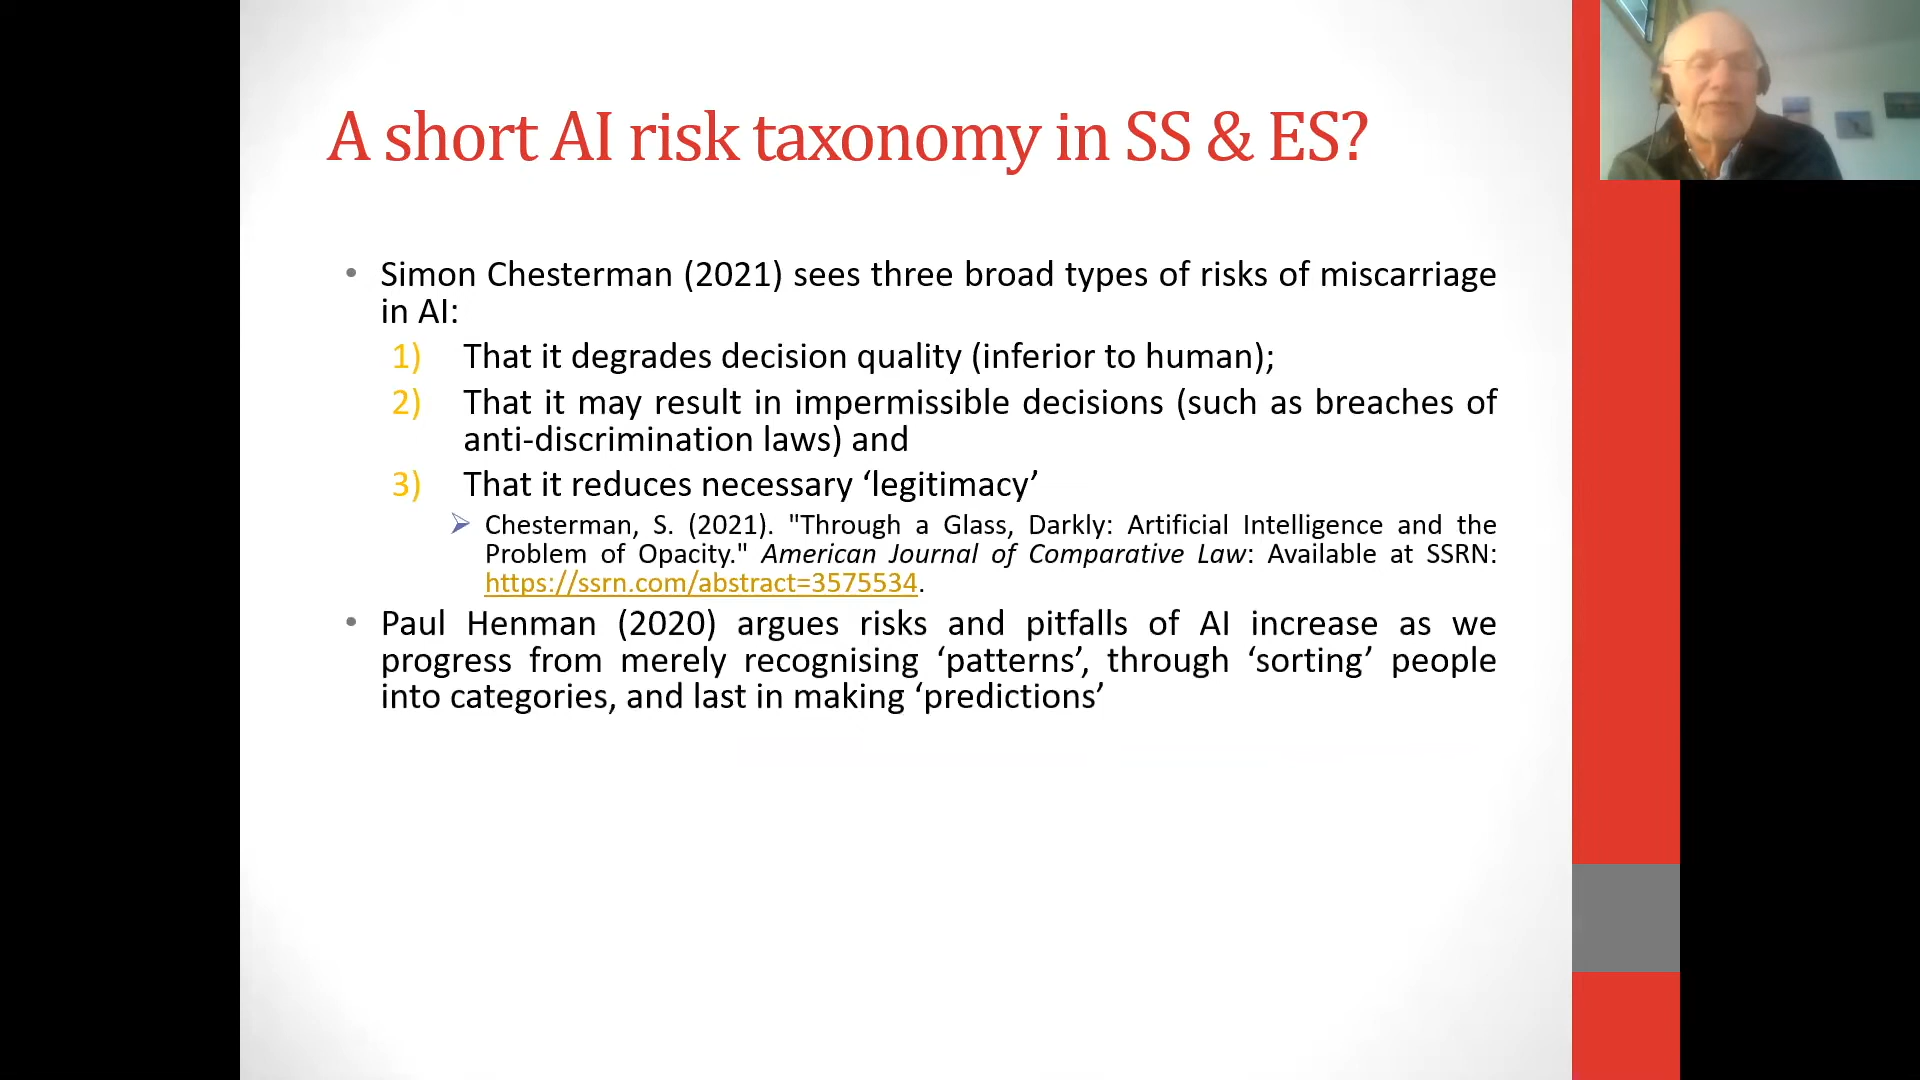 A short AI risk taxonomy in SS & ES?
• Simon Chesterman (2021) sees three broad types of risks of miscarriage
in AI:
1) That it degrades decision quality (inferior to human);
2) That it may result in impermissible decisions (such as breaches of
anti-discrimination laws) and
3) That it reduces necessary ‘legitimacy’
➢ Chesterman, S. (2021). "Through a Glass, Darkly: Artificial Intelligence and the
Problem of Opacity." American Journal of Comparative Law: Available at SSRN:
https://ssrn.com/abstract=3575534.
• Paul Henman (2020) argues risks and pitfalls of AI increase as we
progress from merely recognising ‘patterns’, through ‘sorting’ people
into categories, and last in making ‘predictions’